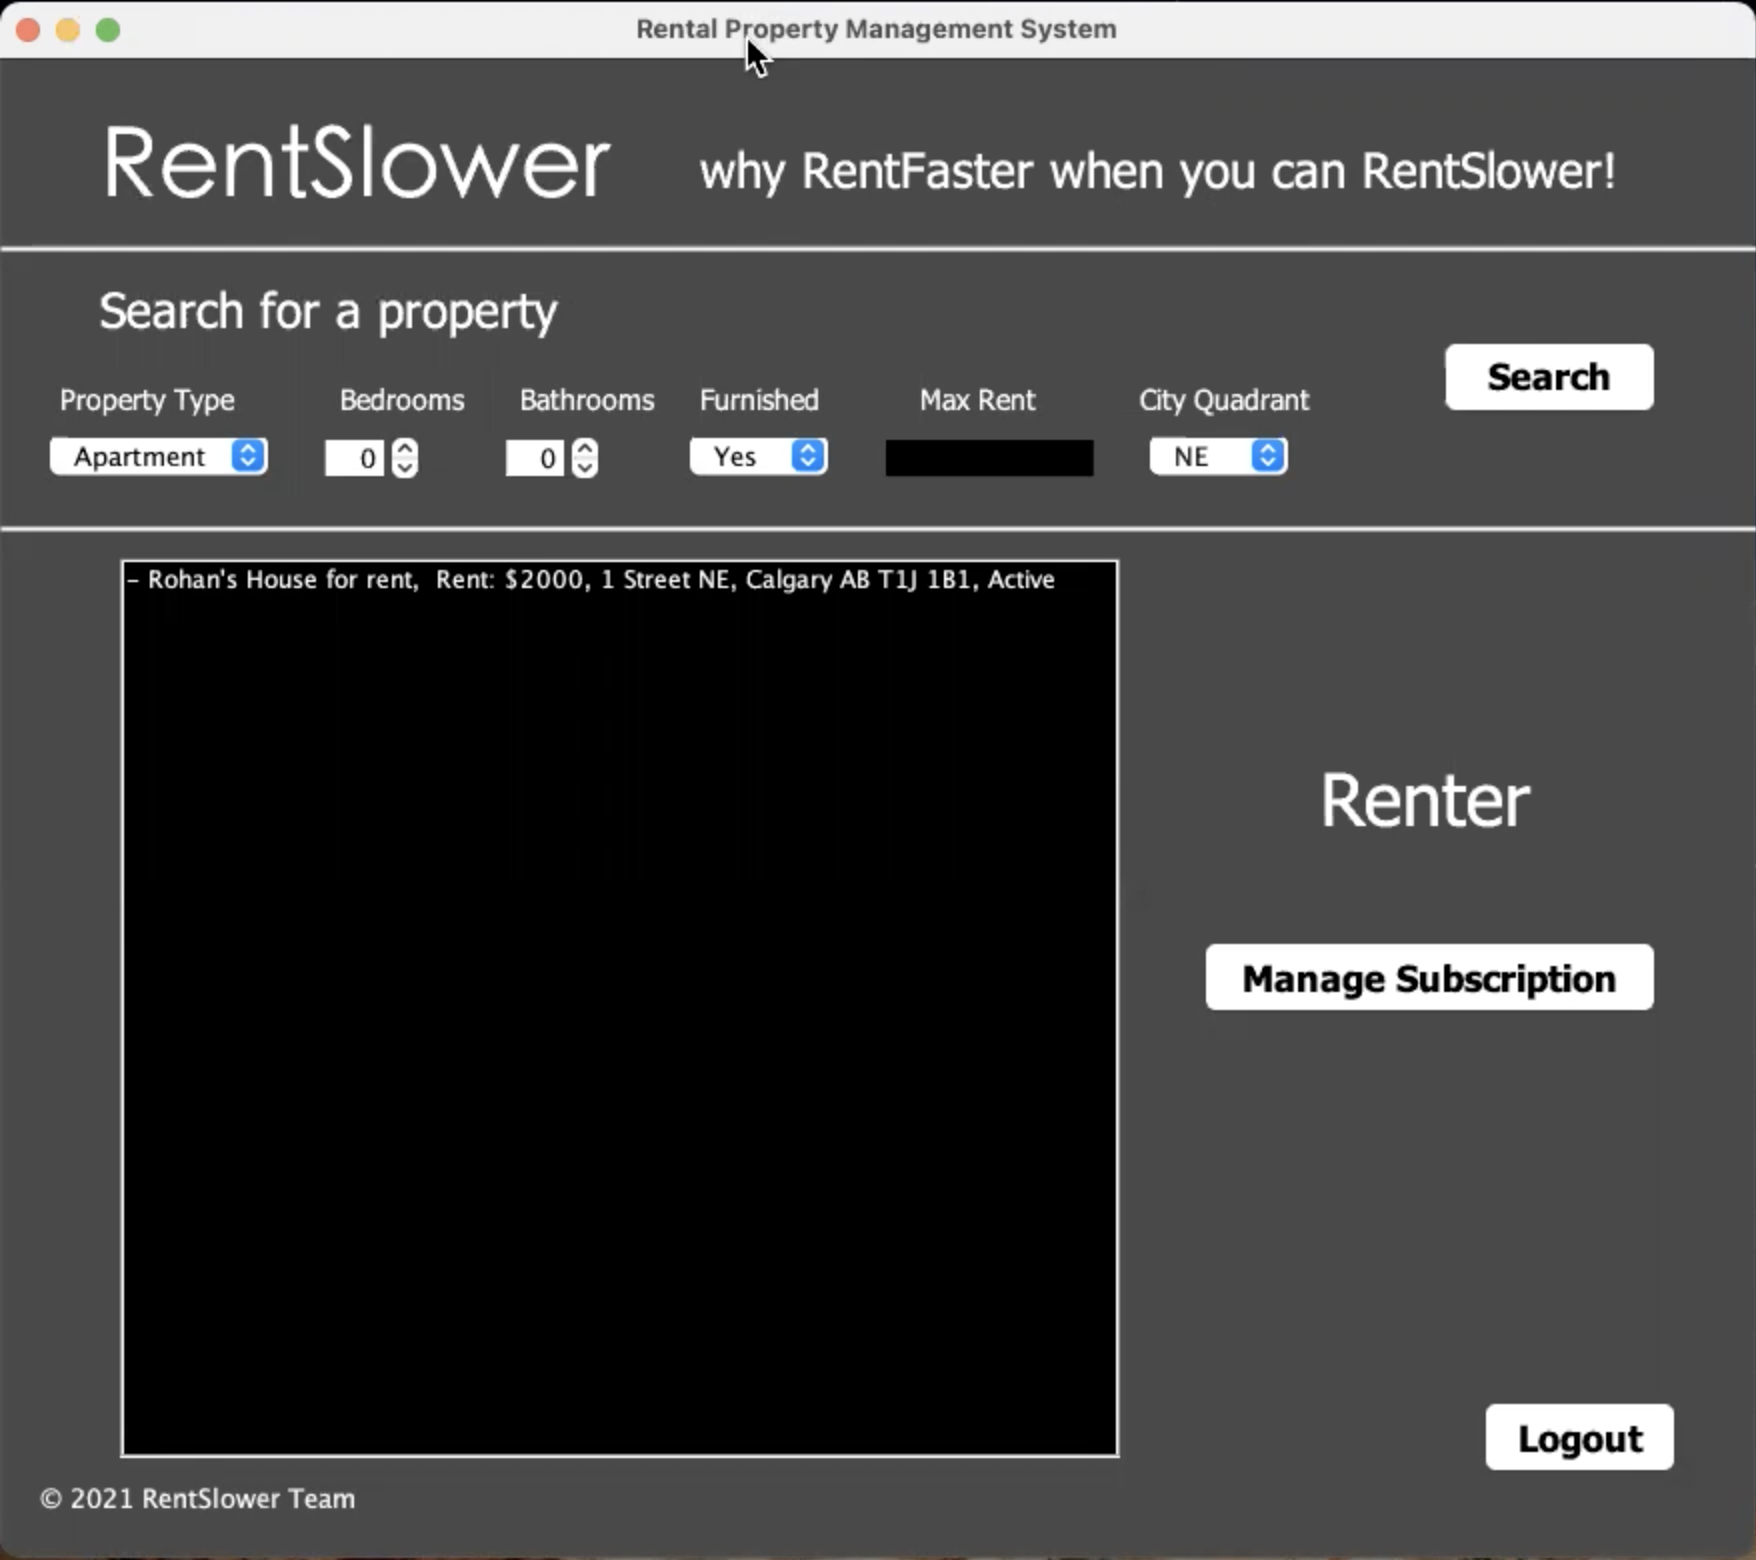 Rental Property Management System
RentSlower
why RentFaster when you can RentSlower!
Search for a property
Search
Property Type
Bedrooms
Bathrooms
Furnished
Max Rent
City Quadrant
Apartment
0
0
Yes
NE
- Rohan's House for rent,  Rent: $2000, 1 Street NE, Calgary AB T1J 1B1, Active
Renter
Manage Subscription
Logout
© 2021 RentSlower Team